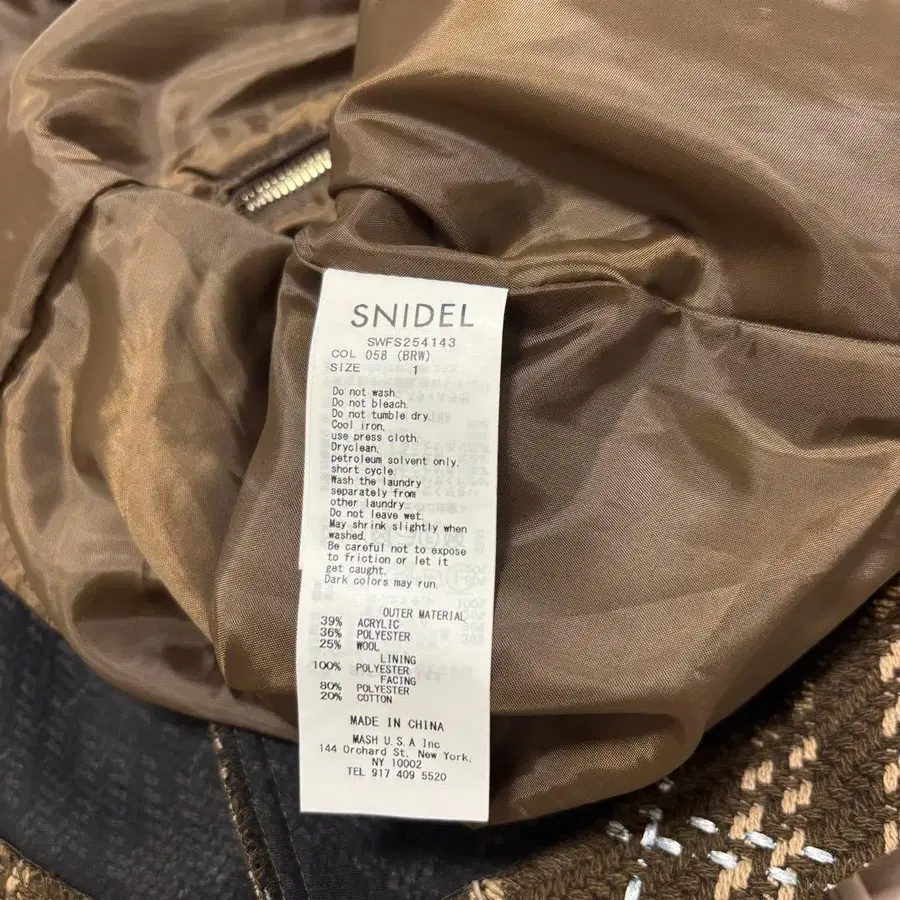 SNIDEL
SWFS254143
COL 058 (BRW)
SIZE 1
Do not wash.
Do not bleach.
Do not tumble dry.
Cool iron,
use press cloth.
Dryclean,
petroleum solvent only,
short cycle.
Wash the laundry
separately from
other laundry.
Do not leave wet.
May shrink slightly when
washed.
Be careful not to expose
to friction or let it
get caught.
Dark colors may run.
OUTER MATERIAL
39% ACRYLIC
36% POLYESTER
25% WOOL
LINING
100% POLYESTER
FACING
80% POLYESTER
20% COTTON
MADE IN CHINA
MASH U.S.A Inc
144 Orchard St. New York,
NY 10002
TEL 917 409 5520